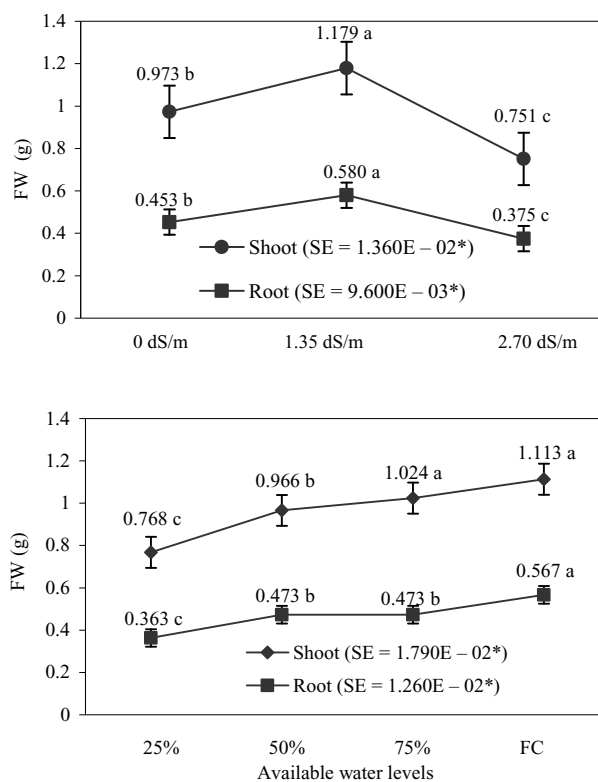 1.4
1.2
1
0.8
0.6
0.4
0.2
0
FW (g)
0.973 b
1.179 a
0.751 c
0.453 b
0.580 a
0.375 c
Shoot (SE = 1.360E – 02*)
Root (SE = 9.600E – 03*)
0 dS/m 1.35 dS/m 2.70 dS/m
1.4
1.2
1
0.8
0.6
0.4
0.2
0
FW (g)
0.768 c
0.966 b
1.024 a
1.113 a
0.363 c
0.473 b
0.473 b
0.567 a
Shoot (SE = 1.790E – 02*)
Root (SE = 1.260E – 02*)
25% 50% 75% FC
Available water levels